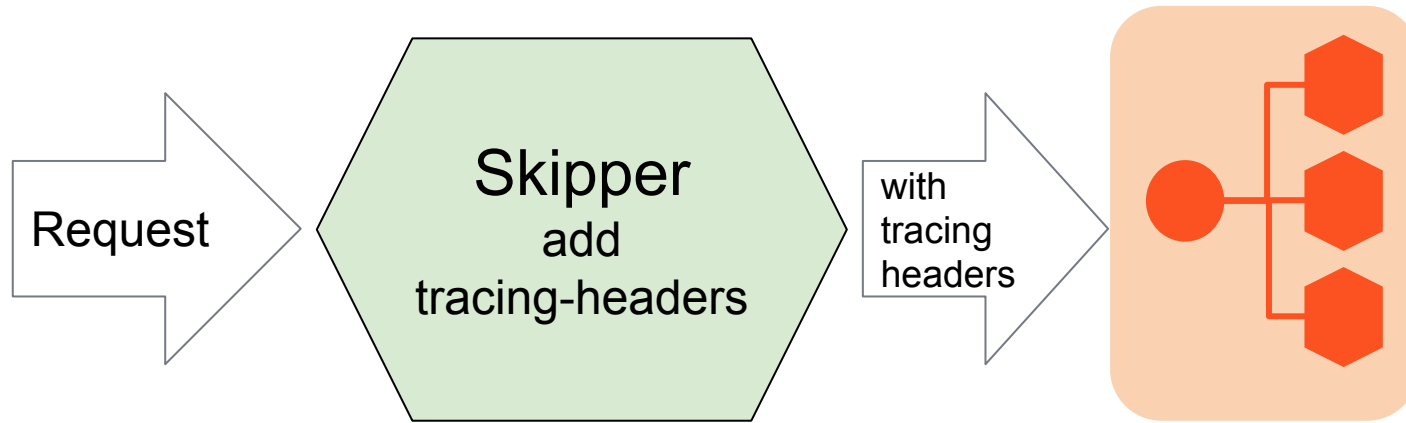 Request
Skipper
add
tracing-headers
with
tracing
headers